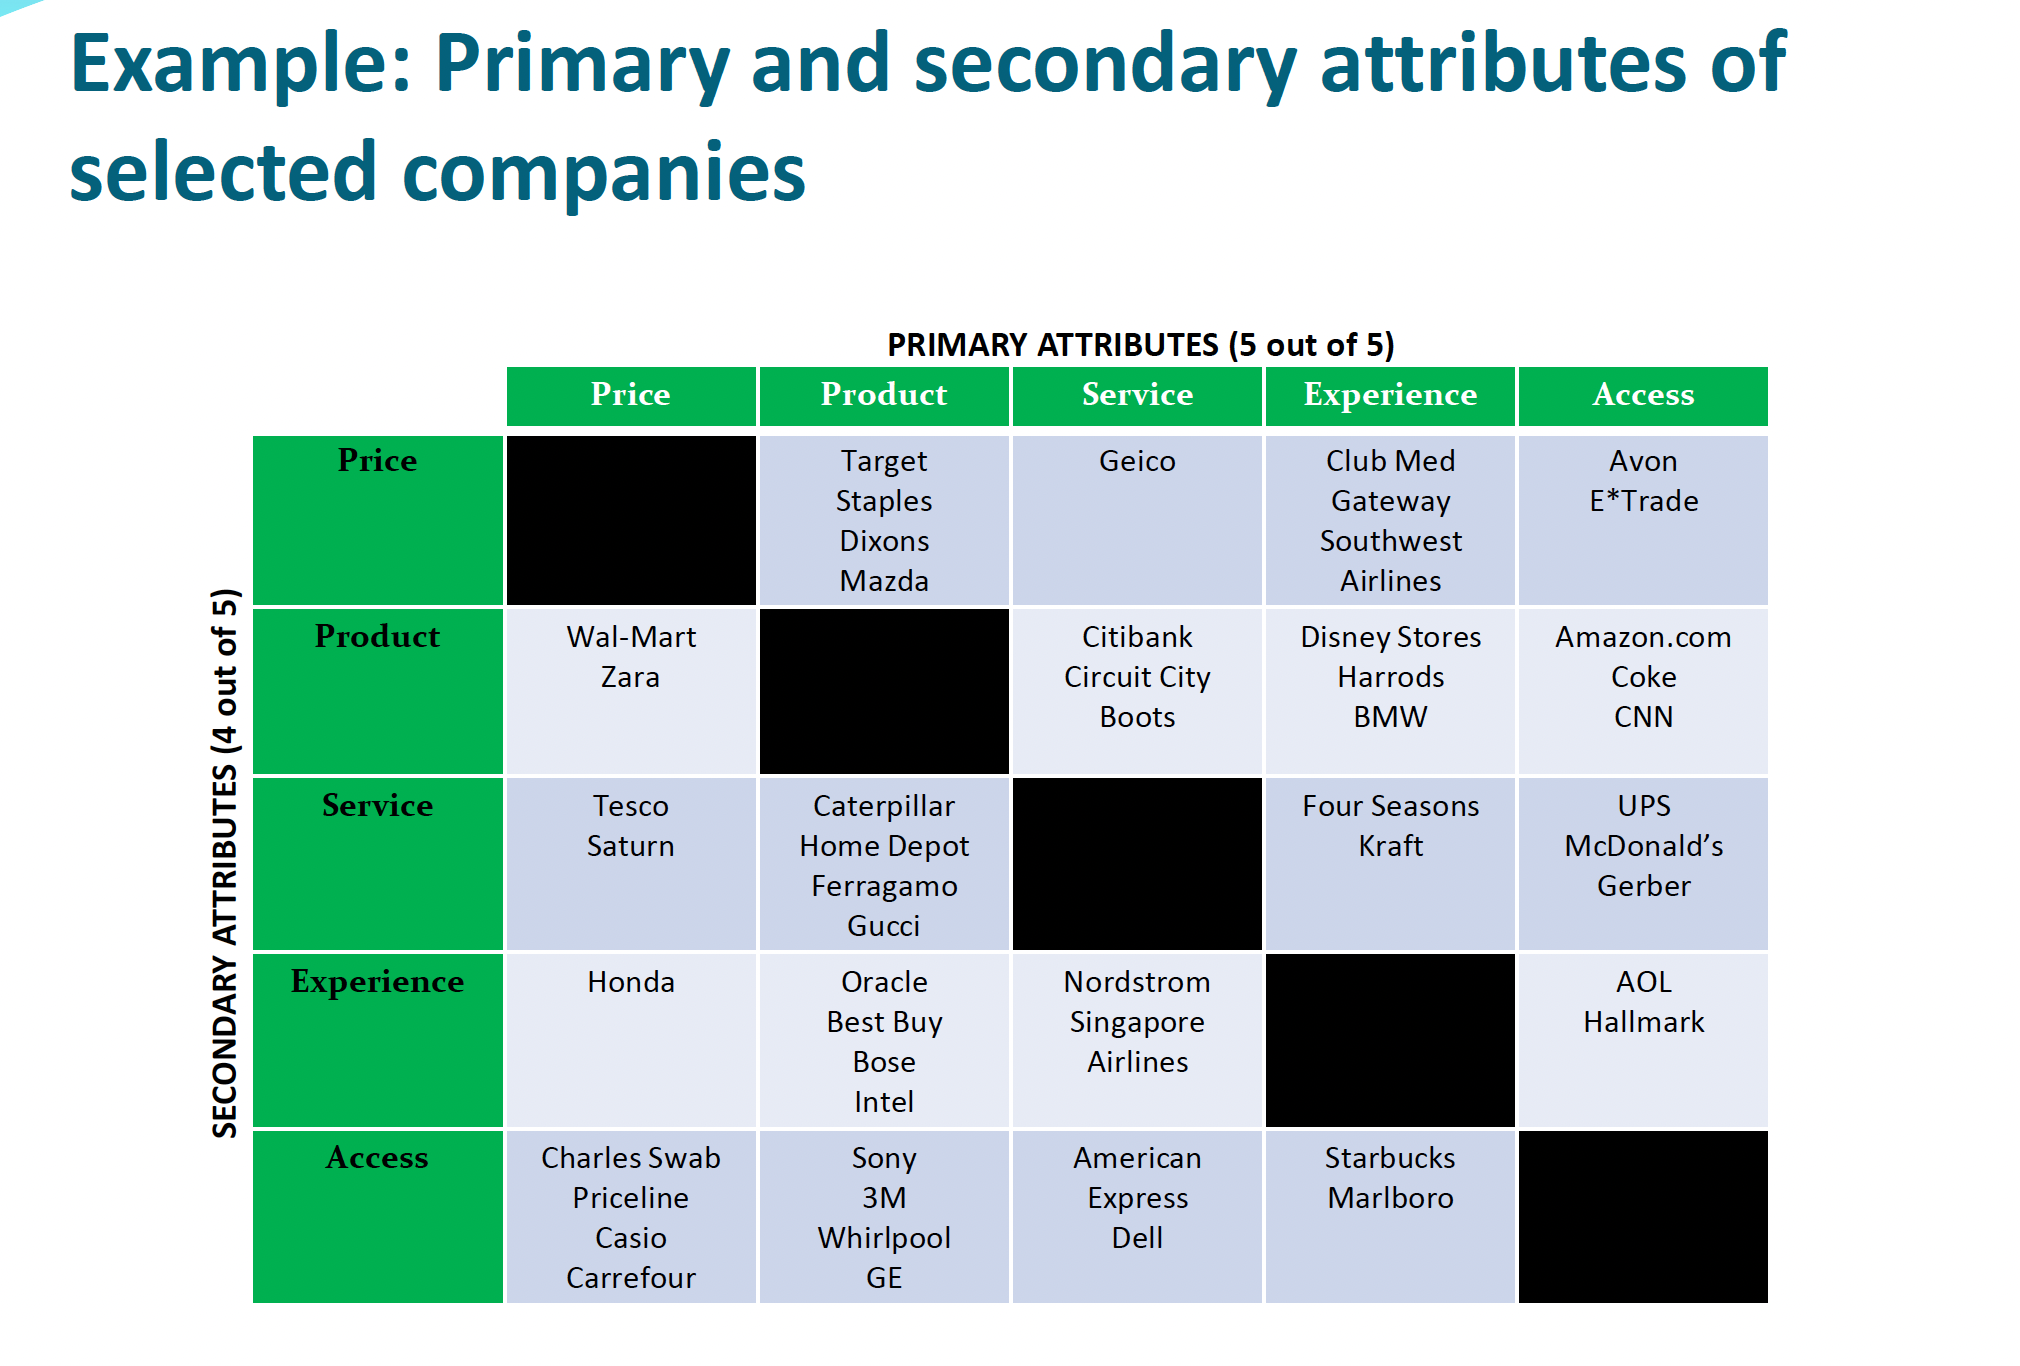 Example: Primary and secondary attributes of
selected companies
PRIMARY ATTRIBUTES (5 out of 5)
Price Product Service Experience Access
SECONDARY ATTRIBUTES (4 out of 5)
Price
Target
Staples
Dixons
Mazda
Geico
Club Med
Gateway
Southwest
Airlines
Avon
E*Trade
Product
Wal-Mart
Zara
Citibank
Circuit City
Boots
Disney Stores
Harrods
BMW
Amazon.com
Coke
CNN
Service
Tesco
Saturn
Caterpillar
Home Depot
Ferragamo
Gucci
Four Seasons
Kraft
UPS
McDonald’s
Gerber
Experience
Honda
Oracle
Best Buy
Bose
Intel
Nordstrom
Singapore
Airlines
AOL
Hallmark
Access
Charles Swab
Priceline
Casio
Carrefour
Sony
3M
Whirlpool
GE
American
Express
Dell
Starbucks
Marlboro